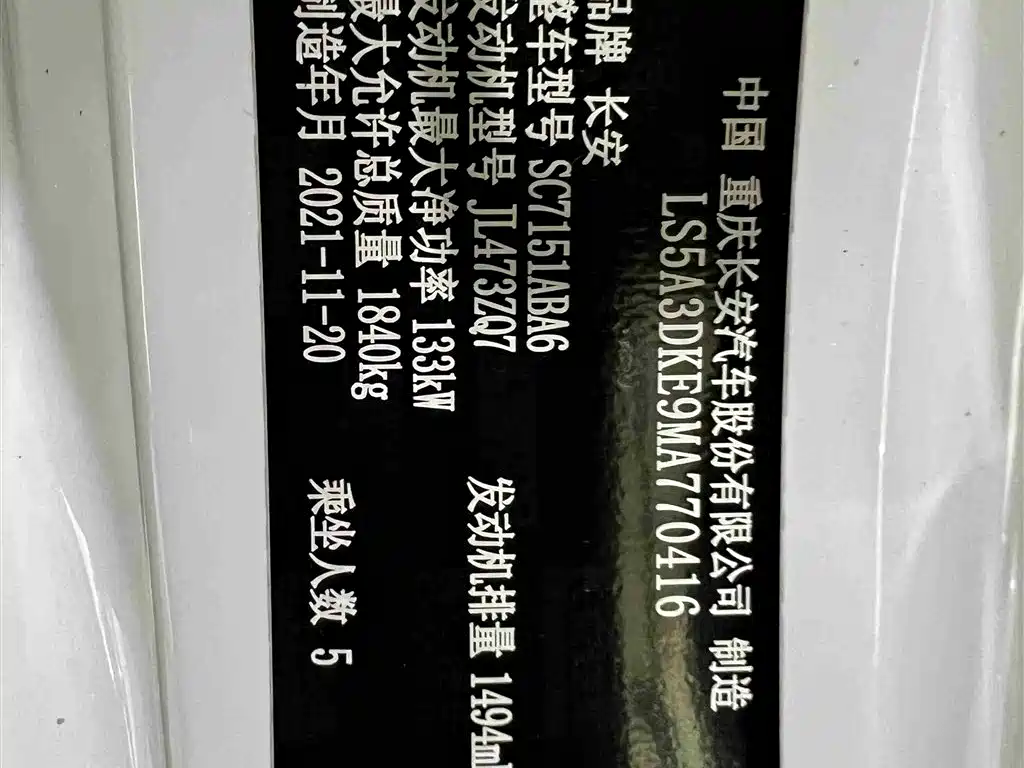 中国 重庆长安汽车股份有限公司 制造
LS5A3DKE9MA770416
品牌 长安
整车型号 SC7151ABA6
发动机型号 JL473ZQ7 发动机排量 1494ml
发动机最大净功率 133kW
最大允许总质量 1840kg
制造年月 2021-11-20 乘坐人数 5